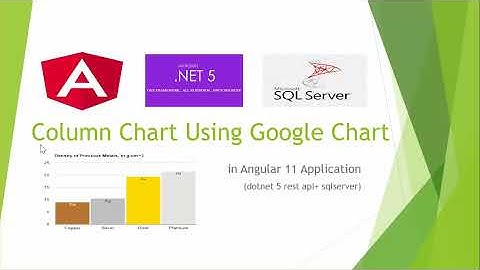 A
.NET 5
Microsoft
SQL Server
Column Chart Using Google Chart
Density of Precious Metals, in g/cm^3
in Angular 11 Application
(dotnet 5 rest api+ sqlserver)
Copper
Silver
Gold
Platinum